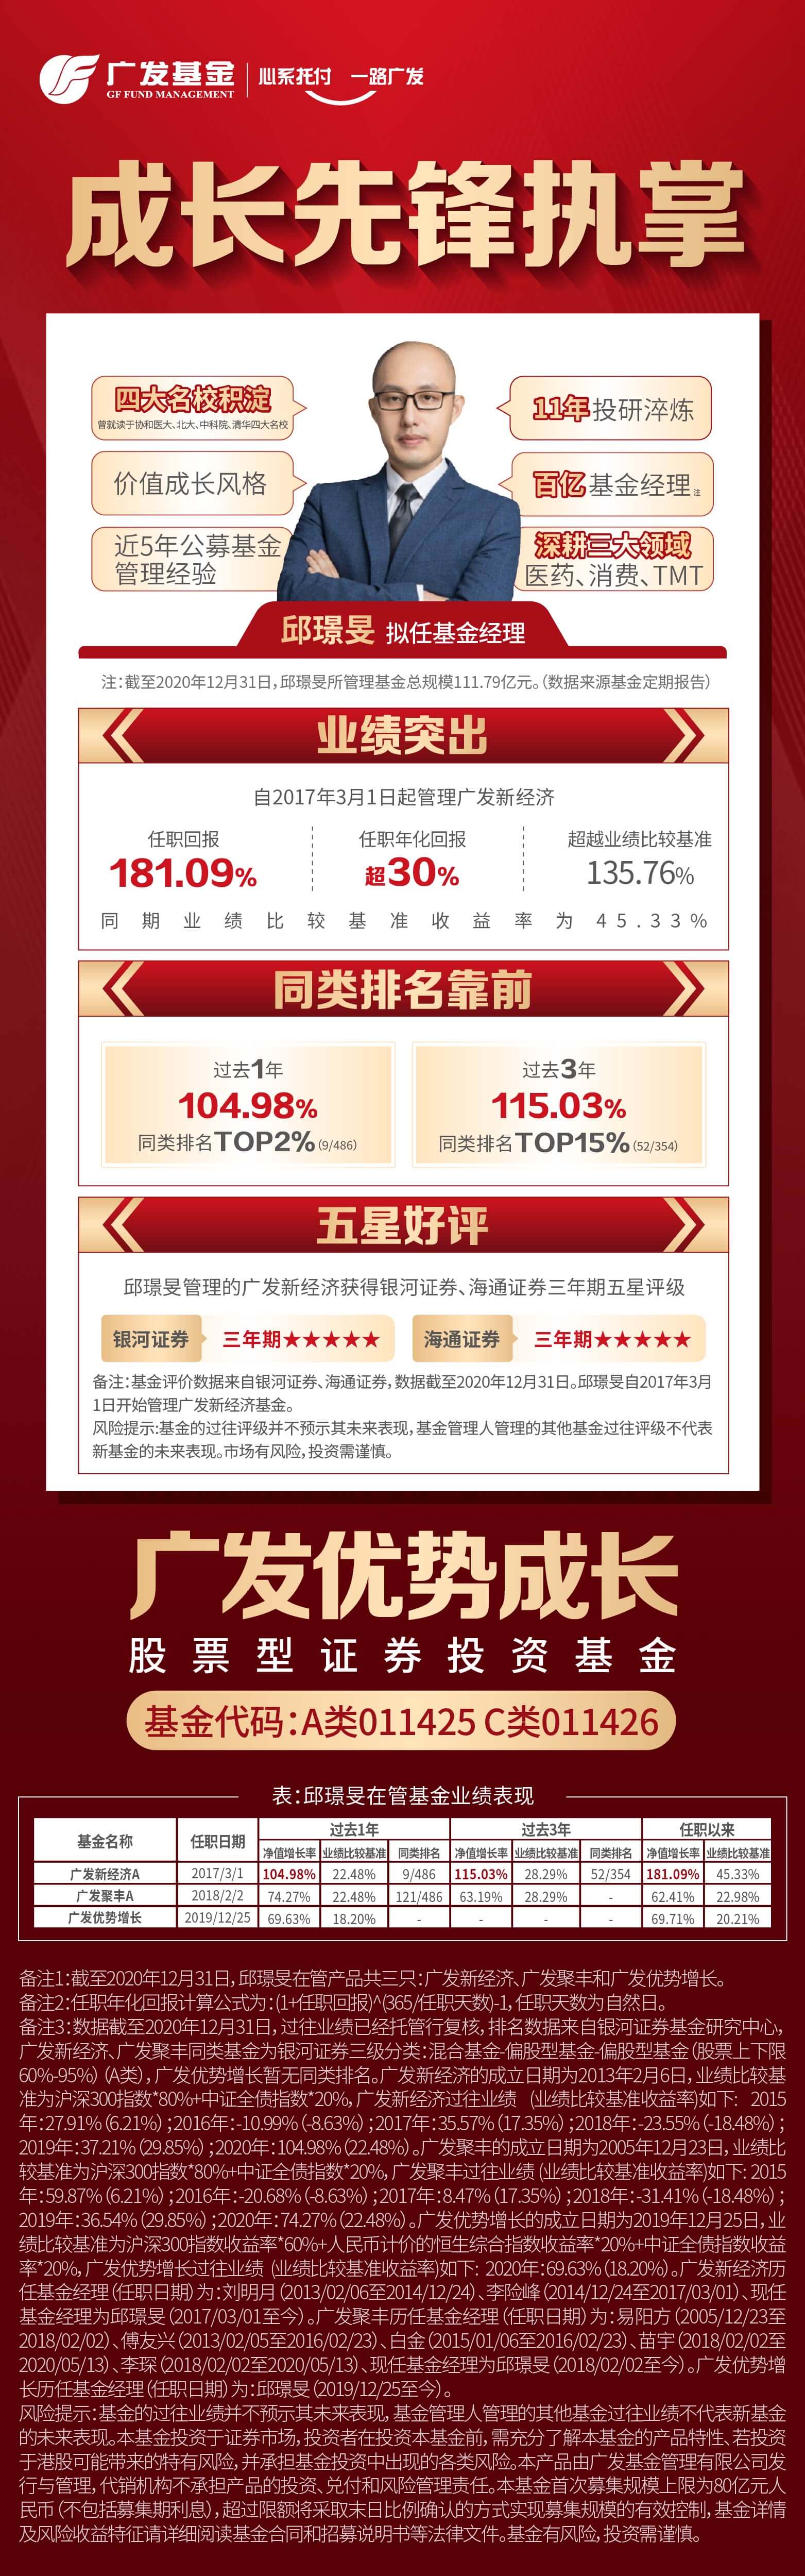 广发基金
GF FUND MANAGEMENT
心系托付 一路广发
成长先锋执掌
四大名校积淀
曾就读于协和医大、北大、中科院、清华四大名校
11年投研淬炼
价值成长风格
百亿基金经理注
近5年公募基金
管理经验
深耕三大领域
医药、消费、TMT
邱璟旻 拟任基金经理
注:截至2020年12月31日,邱璟旻所管理基金总规模111.79亿元。(数据来源基金定期报告)
业绩突出
自2017年3月1日起管理广发新经济
任职回报 任职年化回报 超越业绩比较基准
181.09% 超30% 135.76%
同期业绩比较基准收益率为45.33%
同类排名靠前
过去1年
104.98%
同类排名TOP2%(9/486)
过去3年
115.03%
同类排名TOP15%(52/354)
五星好评
邱璟旻管理的广发新经济获得银河证券、海通证券三年期五星评级
银河证券 三年期★★★★★ 海通证券 三年期★★★★★
备注:基金评价数据来自银河证券、海通证券,数据截至2020年12月31日。邱璟旻自2017年3月
1日开始管理广发新经济基金。
风险提示:基金的过往评级并不预示其未来表现,基金管理人管理的其他基金过往评级不代表
新基金的未来表现。市场有风险,投资需谨慎。
广发优势成长
股票型证券投资基金
基金代码:A类011425 C类011426
表:邱璟旻在管基金业绩表现
基金名称 任职日期 过去1年 过去3年 任职以来
净值增长率 业绩比较基准 同类排名 净值增长率 业绩比较基准 同类排名 净值增长率 业绩比较基准
广发新经济A 2017/3/1 104.98% 22.48% 9/486 115.03% 28.29% 52/354 181.09% 45.33%
广发聚丰A 2018/2/2 74.27% 22.48% 121/486 63.19% 28.29% - 62.41% 22.98%
广发优势增长 2019/12/25 69.63% 18.20% - - - - 69.71% 20.21%
备注1:截至2020年12月31日,邱璟旻在管产品共三只:广发新经济、广发聚丰和广发优势增长。
备注2:任职年化回报计算公式为:(1+任职回报)^(365/任职天数)-1,任职天数为自然日。
备注3:数据截至2020年12月31日,过往业绩已经托管行复核,排名数据来自银河证券基金研究中心,
广发新经济、广发聚丰同类基金为银河证券三级分类:混合基金-偏股型基金-偏股型基金(股票上下限
60%-95%)(A类),广发优势增长暂无同类排名。广发新经济的成立日期为2013年2月6日,业绩比较基
准为沪深300指数*80%+中证全债指数*20%,广发新经济过往业绩 (业绩比较基准收益率)如下: 2015
年:27.91%(6.21%);2016年:-10.99%(-8.63%);2017年:35.57%(17.35%);2018年:-23.55%(-18.48%);
2019年:37.21%(29.85%);2020年:104.98%(22.48%)。广发聚丰的成立日期为2005年12月23日,业绩比
较基准为沪深300指数*80%+中证全债指数*20%,广发聚丰过往业绩 (业绩比较基准收益率)如下: 2015
年:59.87%(6.21%);2016年:-20.68%(-8.63%);2017年:8.47%(17.35%);2018年:-31.41%(-18.48%);
2019年:36.54%(29.85%);2020年:74.27%(22.48%)。广发优势增长的成立日期为2019年12月25日,业
绩比较基准为沪深300指数收益率*60%+人民币计价的恒生综合指数收益率*20%+中证全债指数收益
率*20%,广发优势增长过往业绩 (业绩比较基准收益率)如下: 2020年:69.63%(18.20%)。广发新经济历
任基金经理(任职日期)为:刘明月(2013/02/06至2014/12/24)、李险峰(2014/12/24至2017/03/01)、现任
基金经理为邱璟旻(2017/03/01至今)。广发聚丰历任基金经理(任职日期)为:易阳方(2005/12/23至
2018/02/02)、傅友兴(2013/02/05至2016/02/23)、白金(2015/01/06至2016/02/23)、苗宇(2018/02/02至
2020/05/13)、李琛(2018/02/02至2020/05/13)、现任基金经理为邱璟旻(2018/02/02至今)。广发优势增
长历任基金经理(任职日期)为:邱璟旻(2019/12/25至今)。
风险提示:基金的过往业绩并不预示其未来表现,基金管理人管理的其他基金过往业绩不代表新基金
的未来表现。本基金投资于证券市场,投资者在投资本基金前,需充分了解本基金的产品特性、若投资
于港股可能带来的特有风险,并承担基金投资中出现的各类风险。本产品由广发基金管理有限公司发
行与管理,代销机构不承担产品的投资、兑付和风险管理责任。本基金首次募集规模上限为80亿元人
民币(不包括募集期利息),超过限额将采取末日比例确认的方式实现募集规模的有效控制,基金详情
及风险收益特征请详细阅读基金合同和招募说明书等法律文件。基金有风险,投资需谨慎。